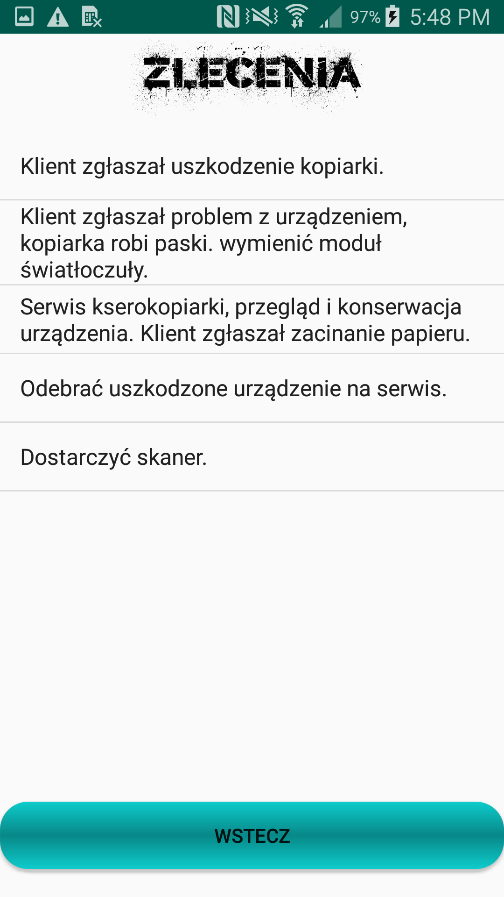 97% 5:48 PM
ZLECENIA
Klient zgłaszał uszkodzenie kopiarki.
Klient zgłaszał problem z urządzeniem,
kopiarka robi paski. wymienić moduł
światłoczuły.
Serwis kserokopiarki, przegląd i konserwacja
urządzenia. Klient zgłaszał zacinanie papieru.
Odebrać uszkodzone urządzenie na serwis.
Dostarczyć skaner.
WSTECZ